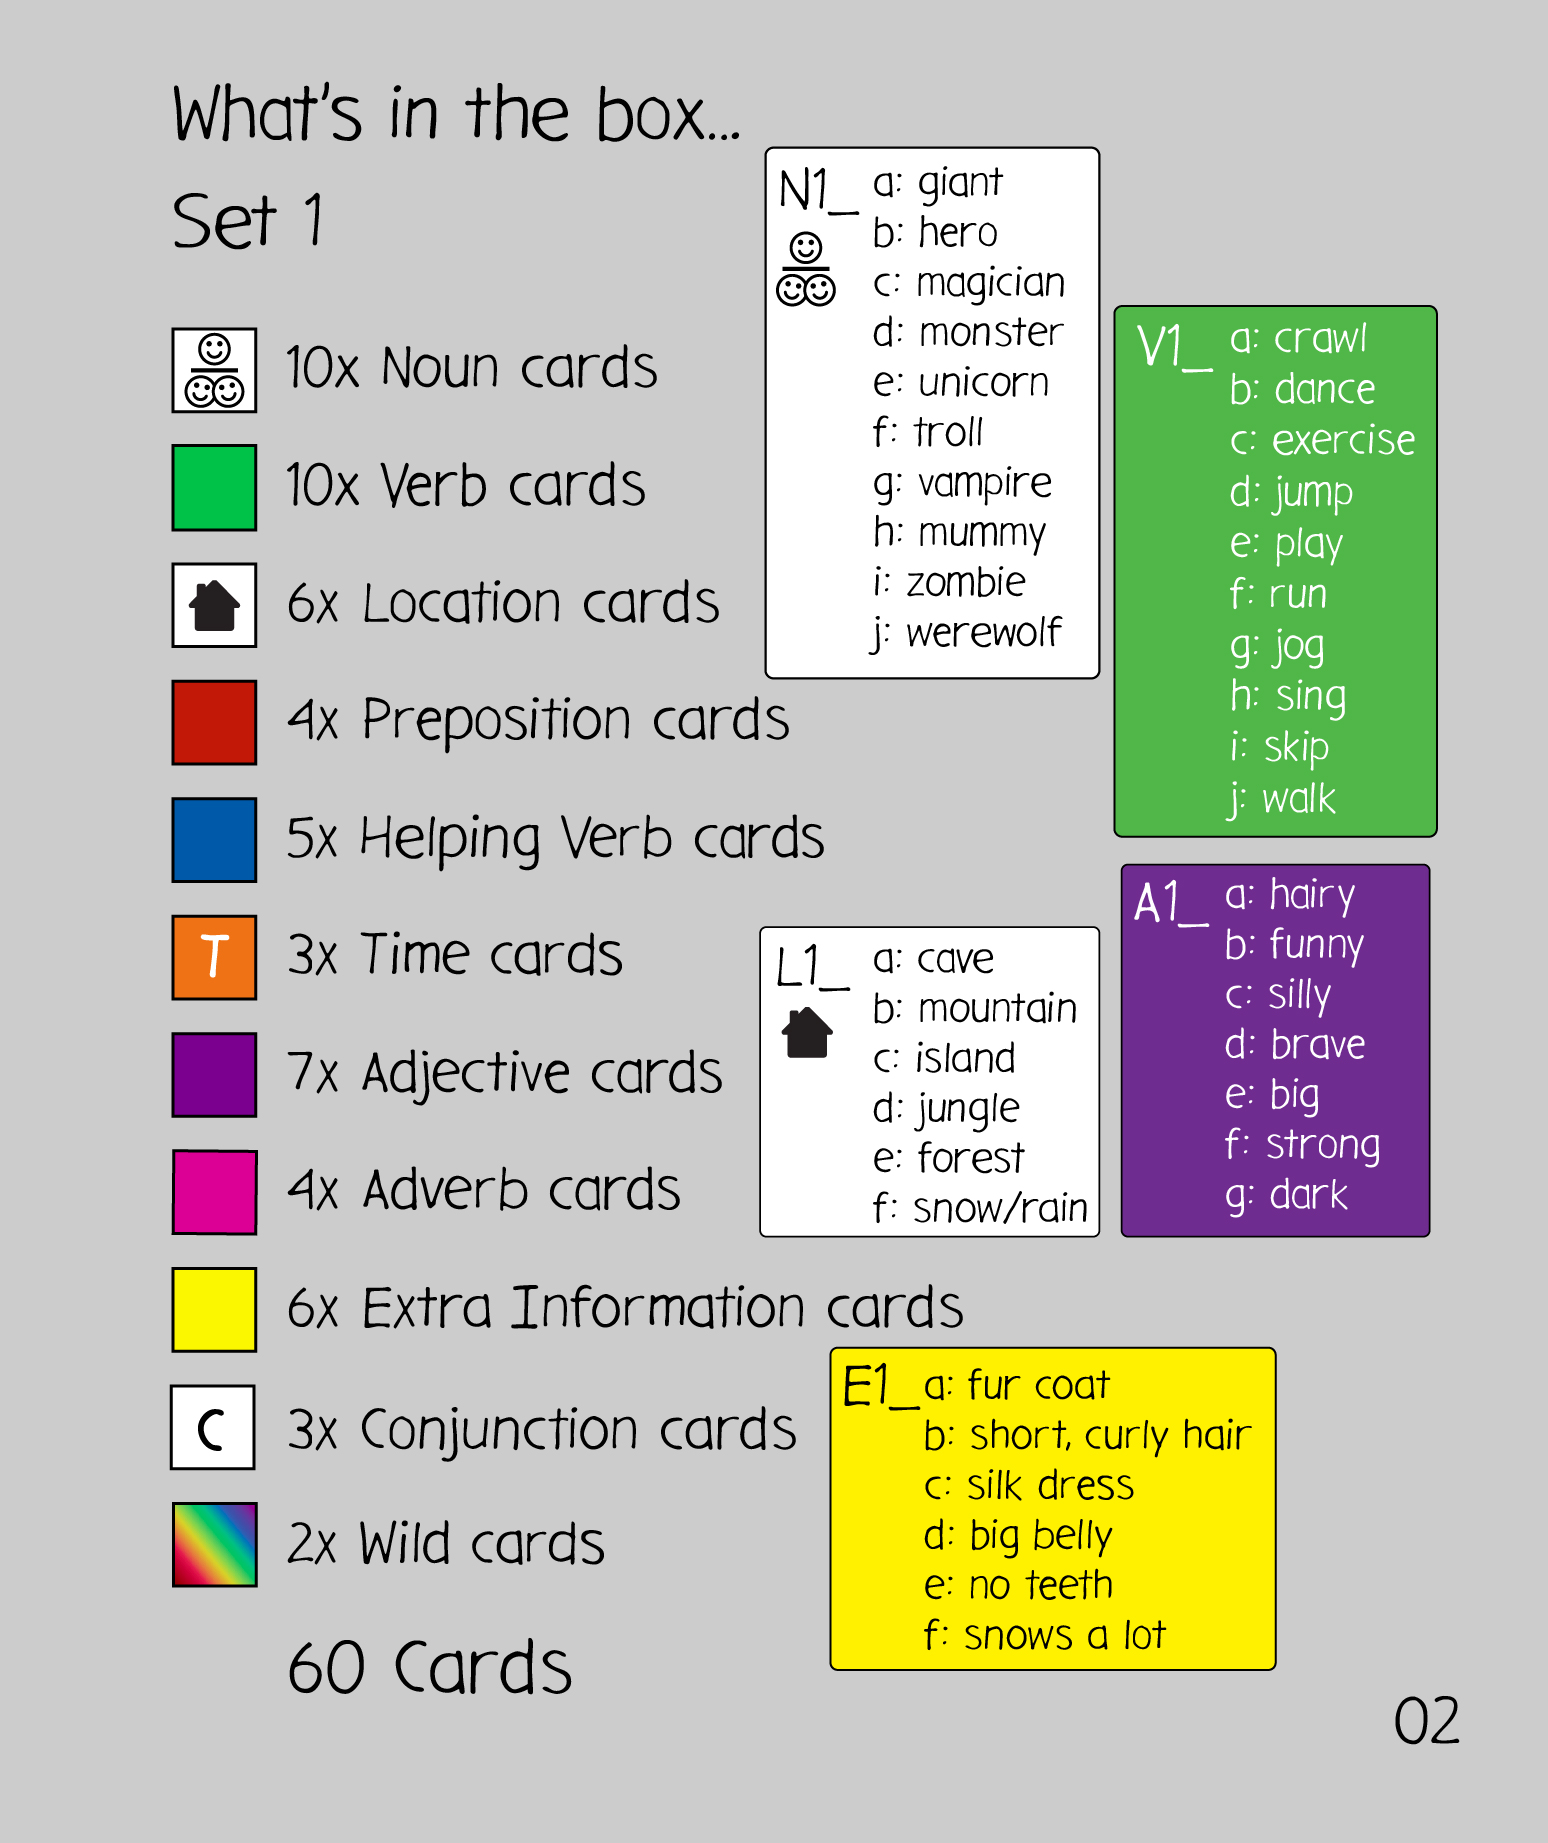 What's in the box...
Set 1
10x Noun cards
10x Verb cards
6x Location cards
4x Preposition cards
5x Helping Verb cards
T
3x Time cards
7x Adjective cards
4x Adverb cards
6x Extra Information cards
C
3x Conjunction cards
2x Wild cards
60 Cards
N1_
a: giant
b: hero
c: magician
d: monster
e: unicorn
f: troll
g: vampire
h: mummy
i: zombie
j: werewolf
V1_
a: crawl
b: dance
c: exercise
d: jump
e: play
f: run
g: jog
h: sing
i: skip
j: walk
L1_
a: cave
b: mountain
c: island
d: jungle
e: forest
f: snow/rain
A1_
a: hairy
b: funny
c: silly
d: brave
e: big
f: strong
g: dark
E1_
a: fur coat
b: short, curly hair
c: silk dress
d: big belly
e: no teeth
f: snows a lot
02